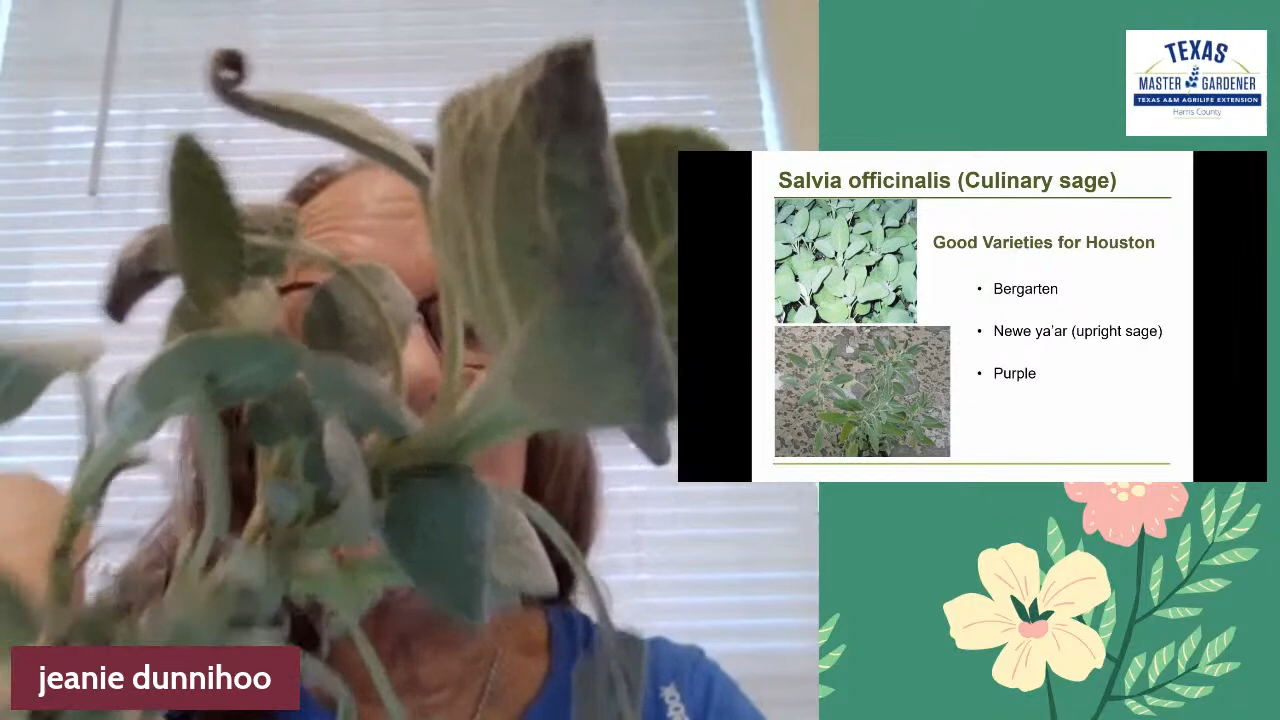 TEXAS
MASTER GARDENER
TEXAS A&M AGRILIFE EXTENSION
Harris County
Salvia officinalis (Culinary sage)
Good Varieties for Houston
• Bergarten
• Newe ya'ar (upright sage)
• Purple
jeanie dunnihoo